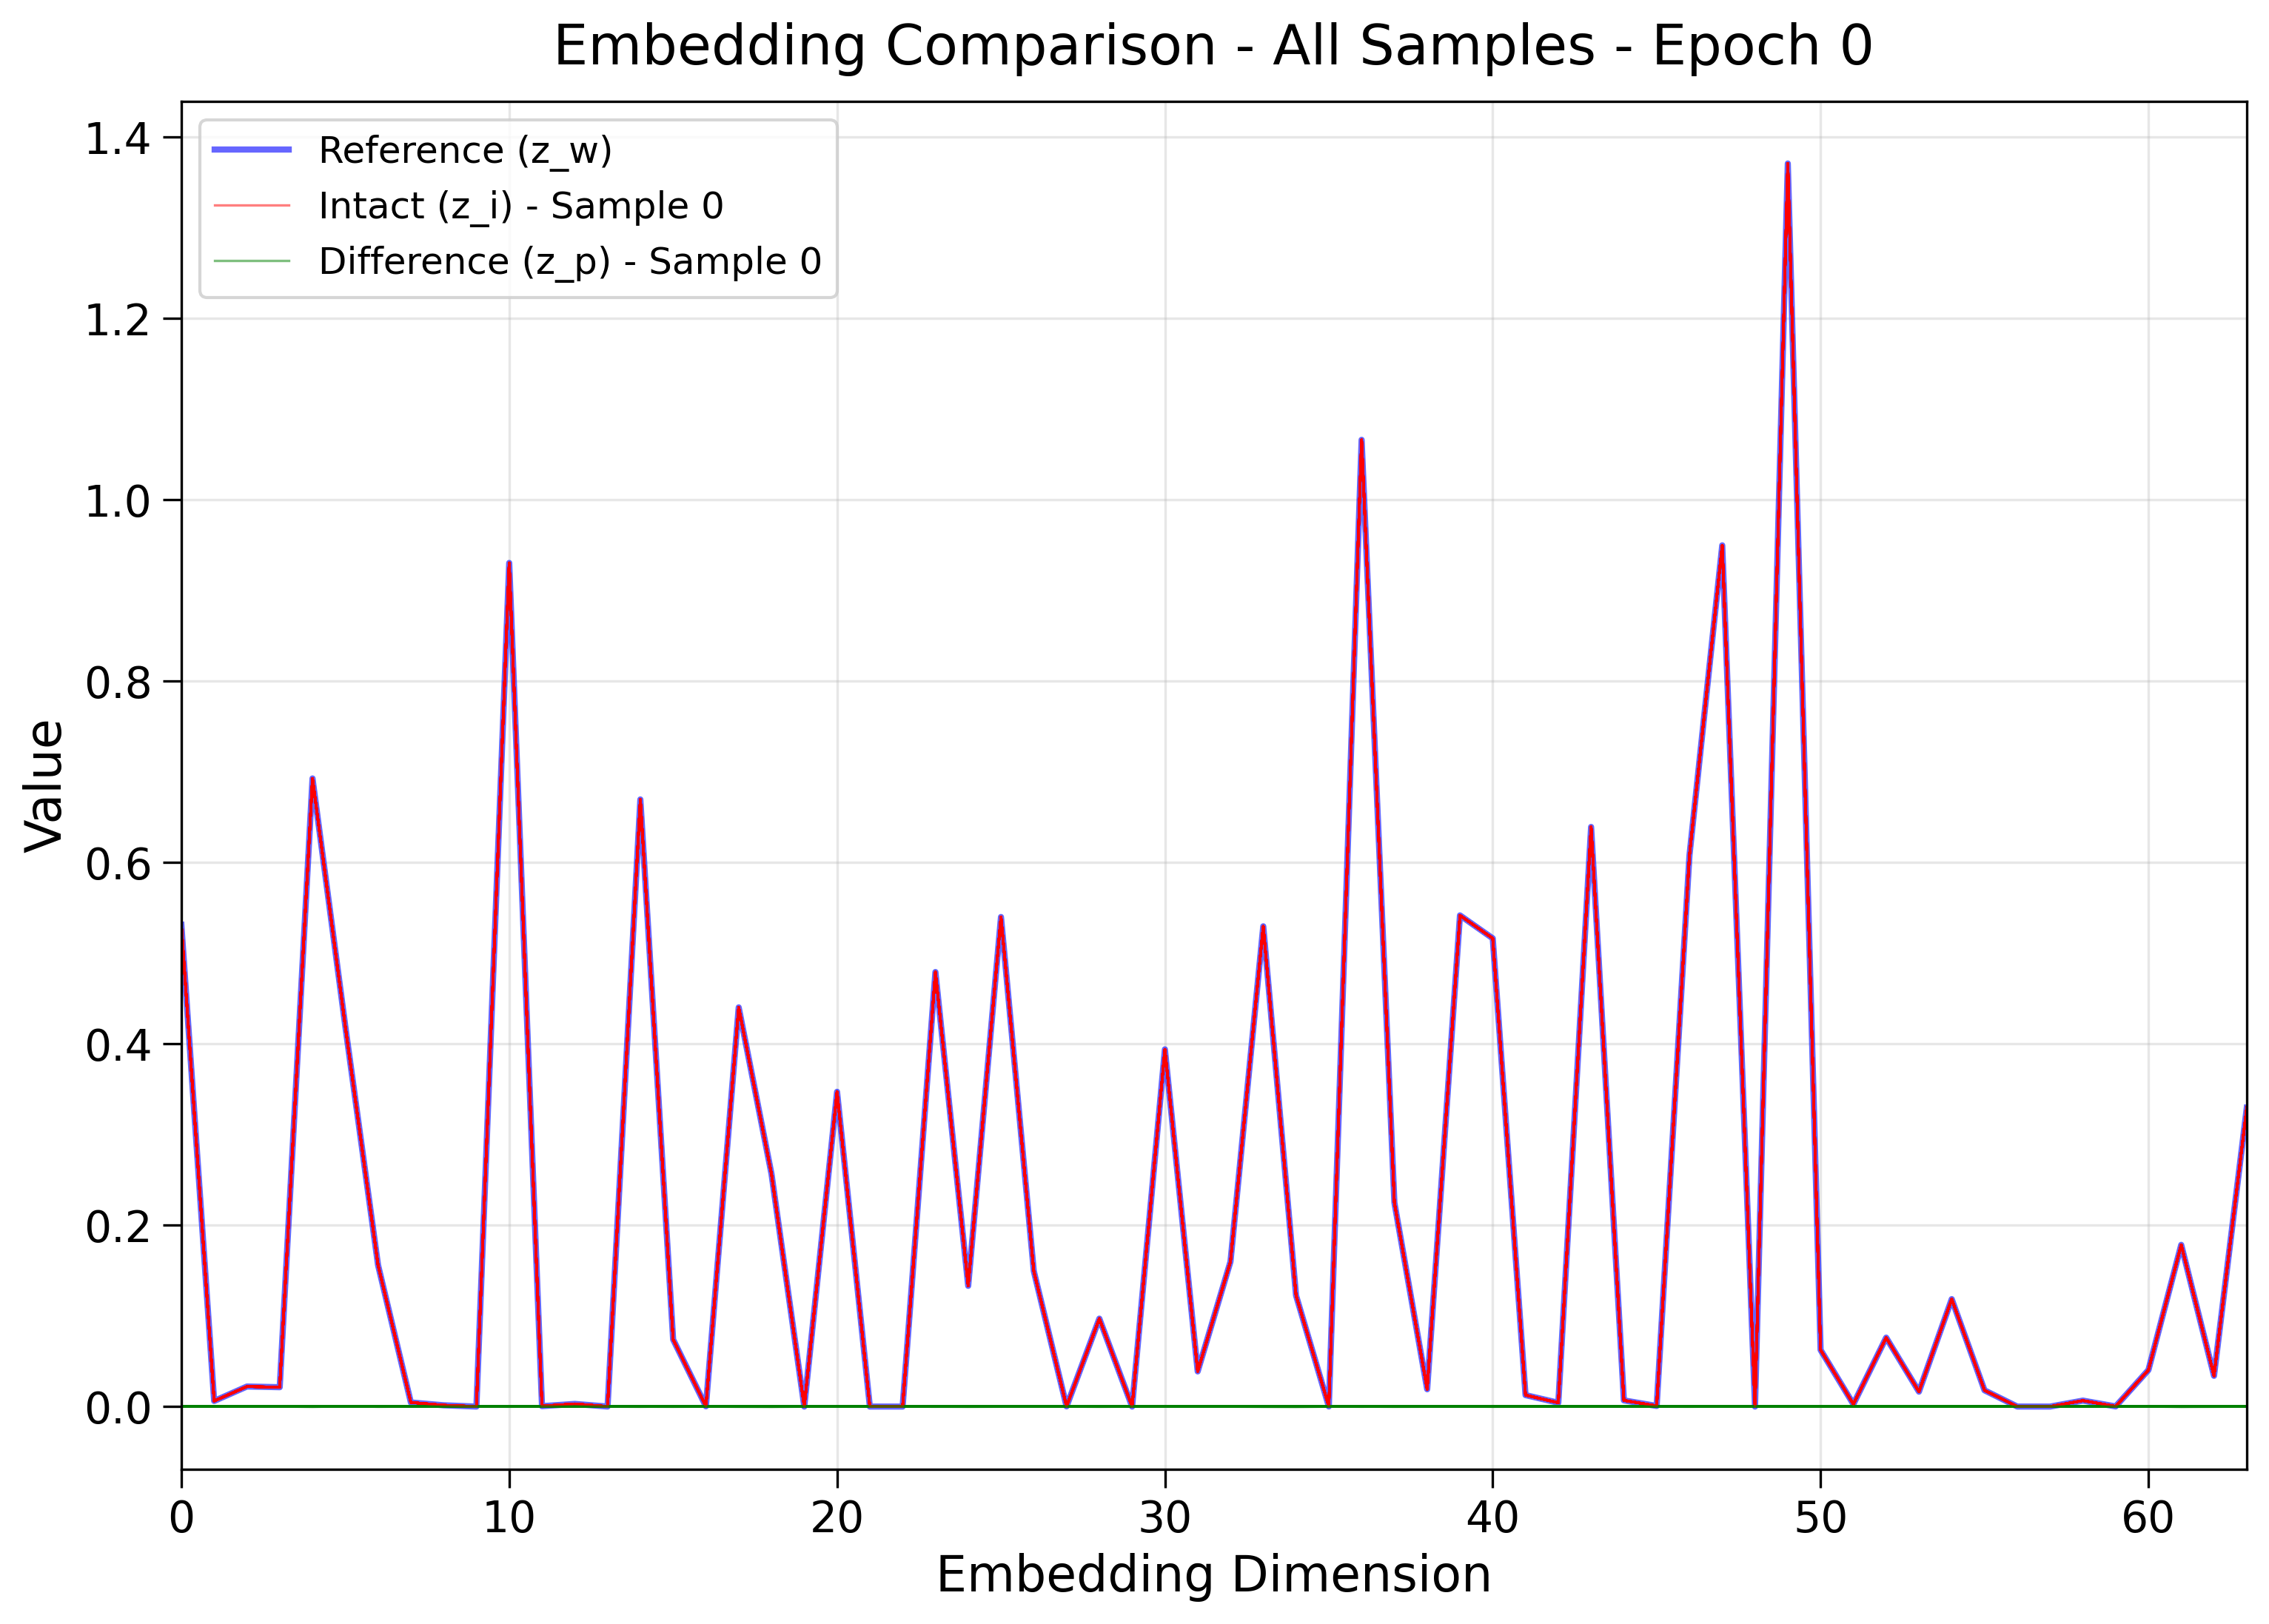 Embedding Comparison - All Samples - Epoch 0
Reference (z_w)
Intact (z_i) - Sample 0
Difference (z_p) - Sample 0
1.4
1.2
1.0
0.8
0.6
0.4
0.2
0.0
Value
0 10 20 30 40 50 60
Embedding Dimension